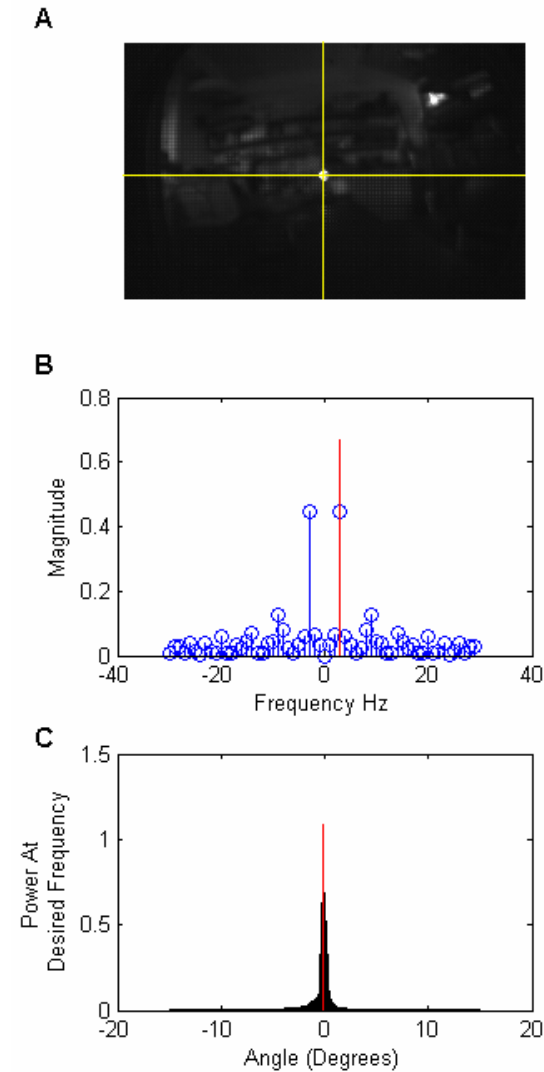 A
B
0.8
0.6
0.4
0.2
0
Magnitude
-40
-20
0
20
40
Frequency Hz
C
1.5
1
0.5
0
Power At
Desired Frequency
-20
-10
0
10
20
Angle (Degrees)